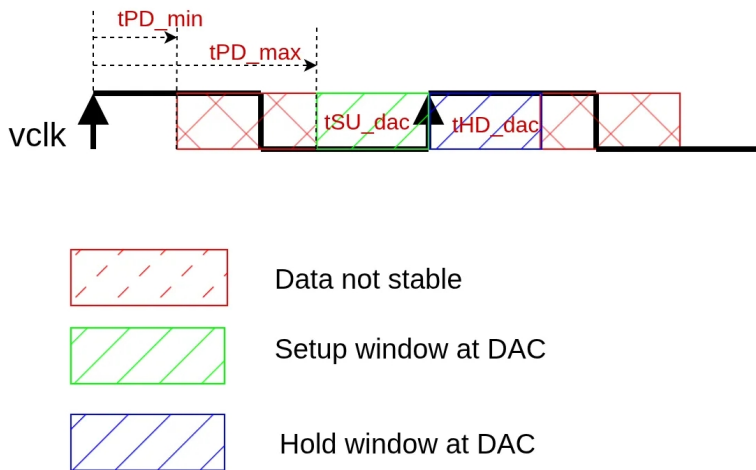 tPD_min
tPD_max
vclk
tSU_dac
tHD_dac
Data not stable
Setup window at DAC
Hold window at DAC